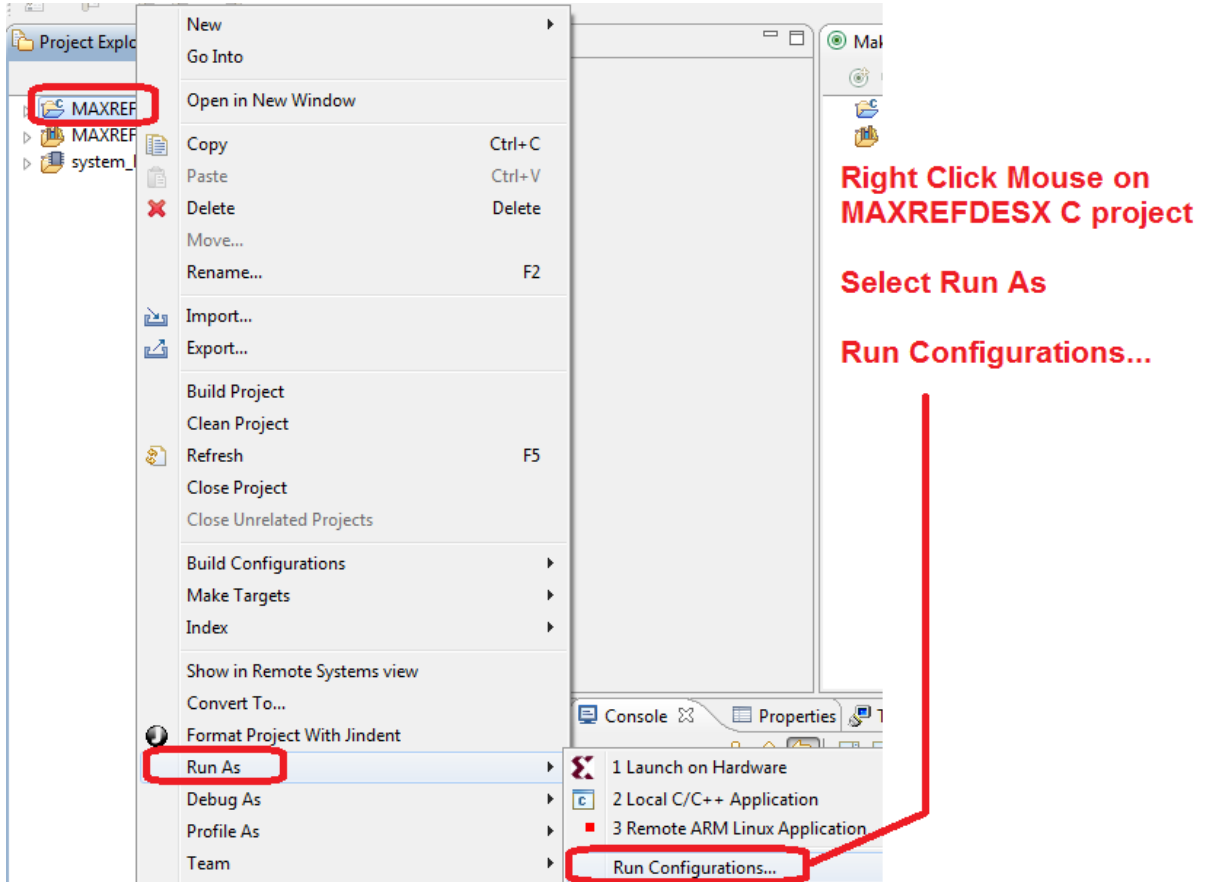 New
Project Explo
Go Into
Mak
MAXREF
MAXREF
system_
Open in New Window
Copy Ctrl+C
Paste Ctrl+V
Delete Delete
Move...
Rename... F2
Import...
Export...
Build Project
Clean Project
Refresh F5
Close Project
Close Unrelated Projects
Build Configurations
Make Targets
Index
Show in Remote Systems view
Convert To...
Format Project With Jindent
Run As
Debug As
Profile As
Team
Console Properties
1 Launch on Hardware
2 Local C/C++ Application
3 Remote ARM Linux Application
Run Configurations...
Right Click Mouse on
MAXREFDESX C project
Select Run As
Run Configurations...